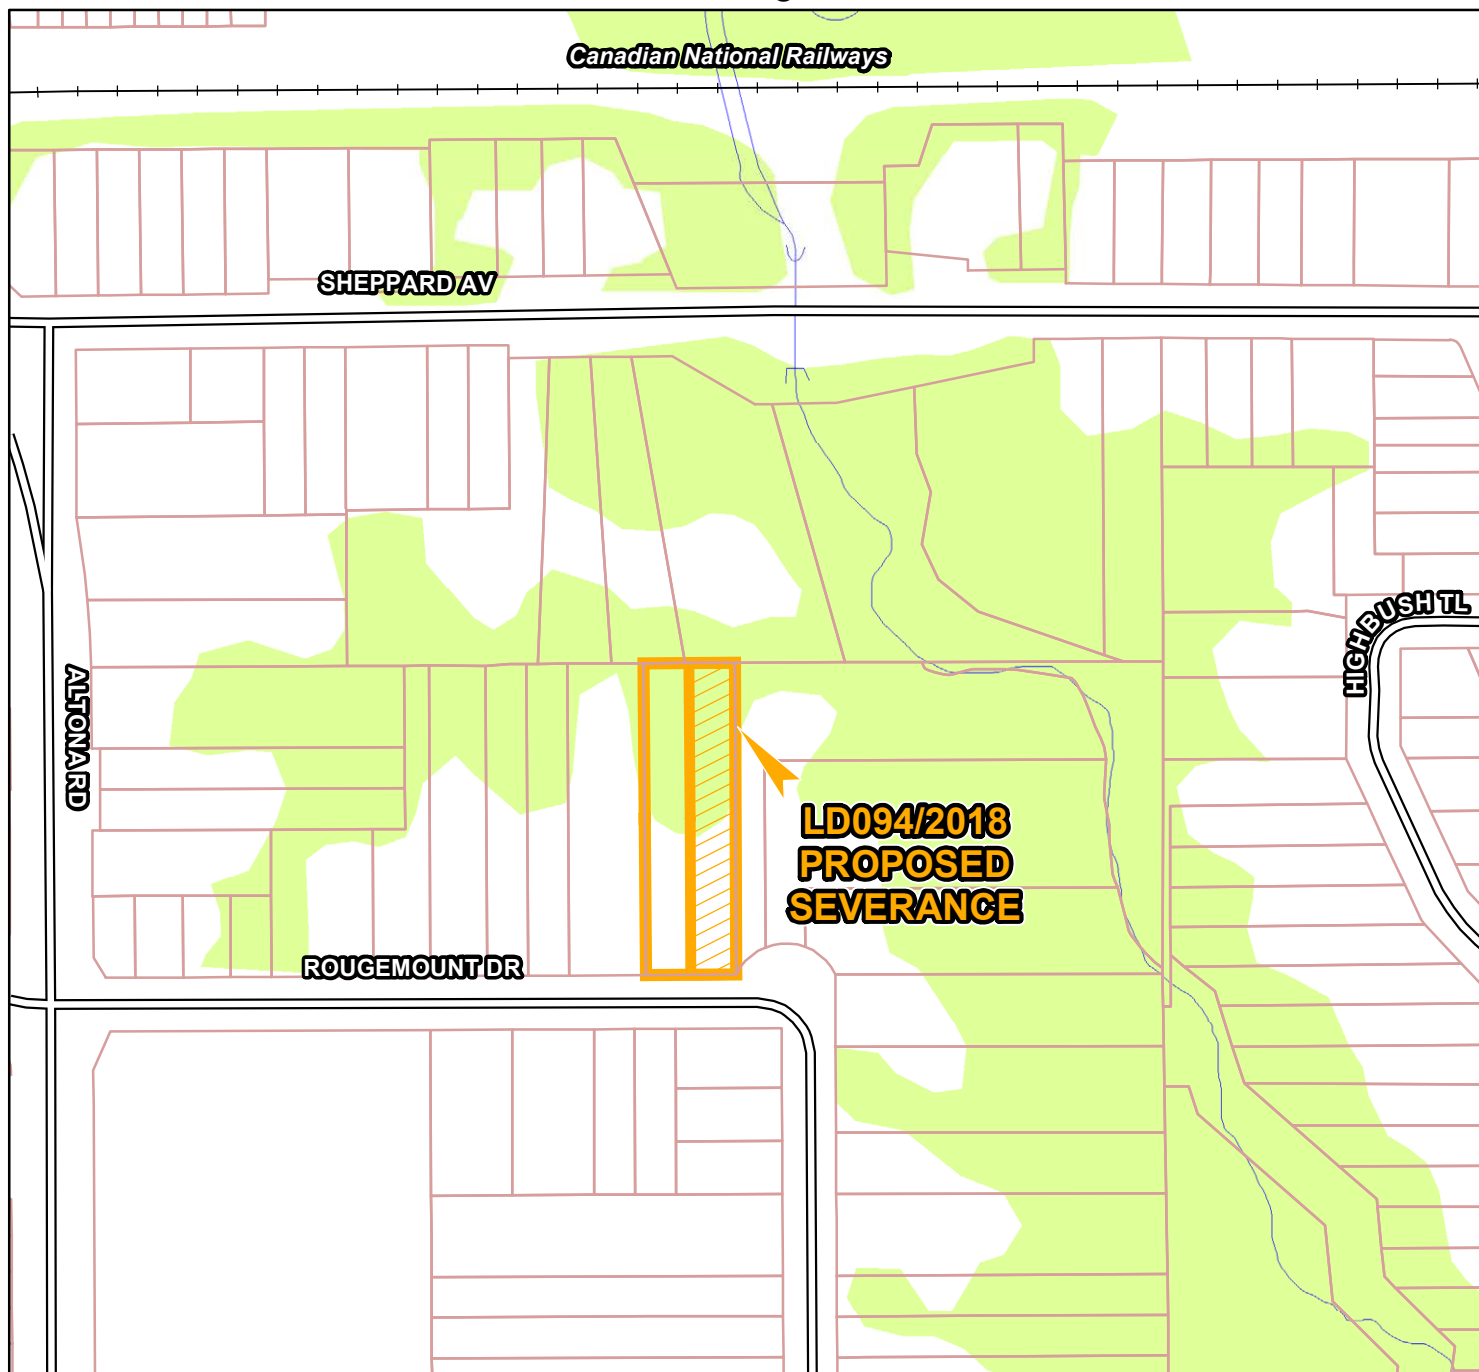 Canadian National Railways
SHEPPARD AV
HIGHBUSH TL
ALTONA RD
LD094/2018
PROPOSED
SEVERANCE
ROUGEMOUNT DR